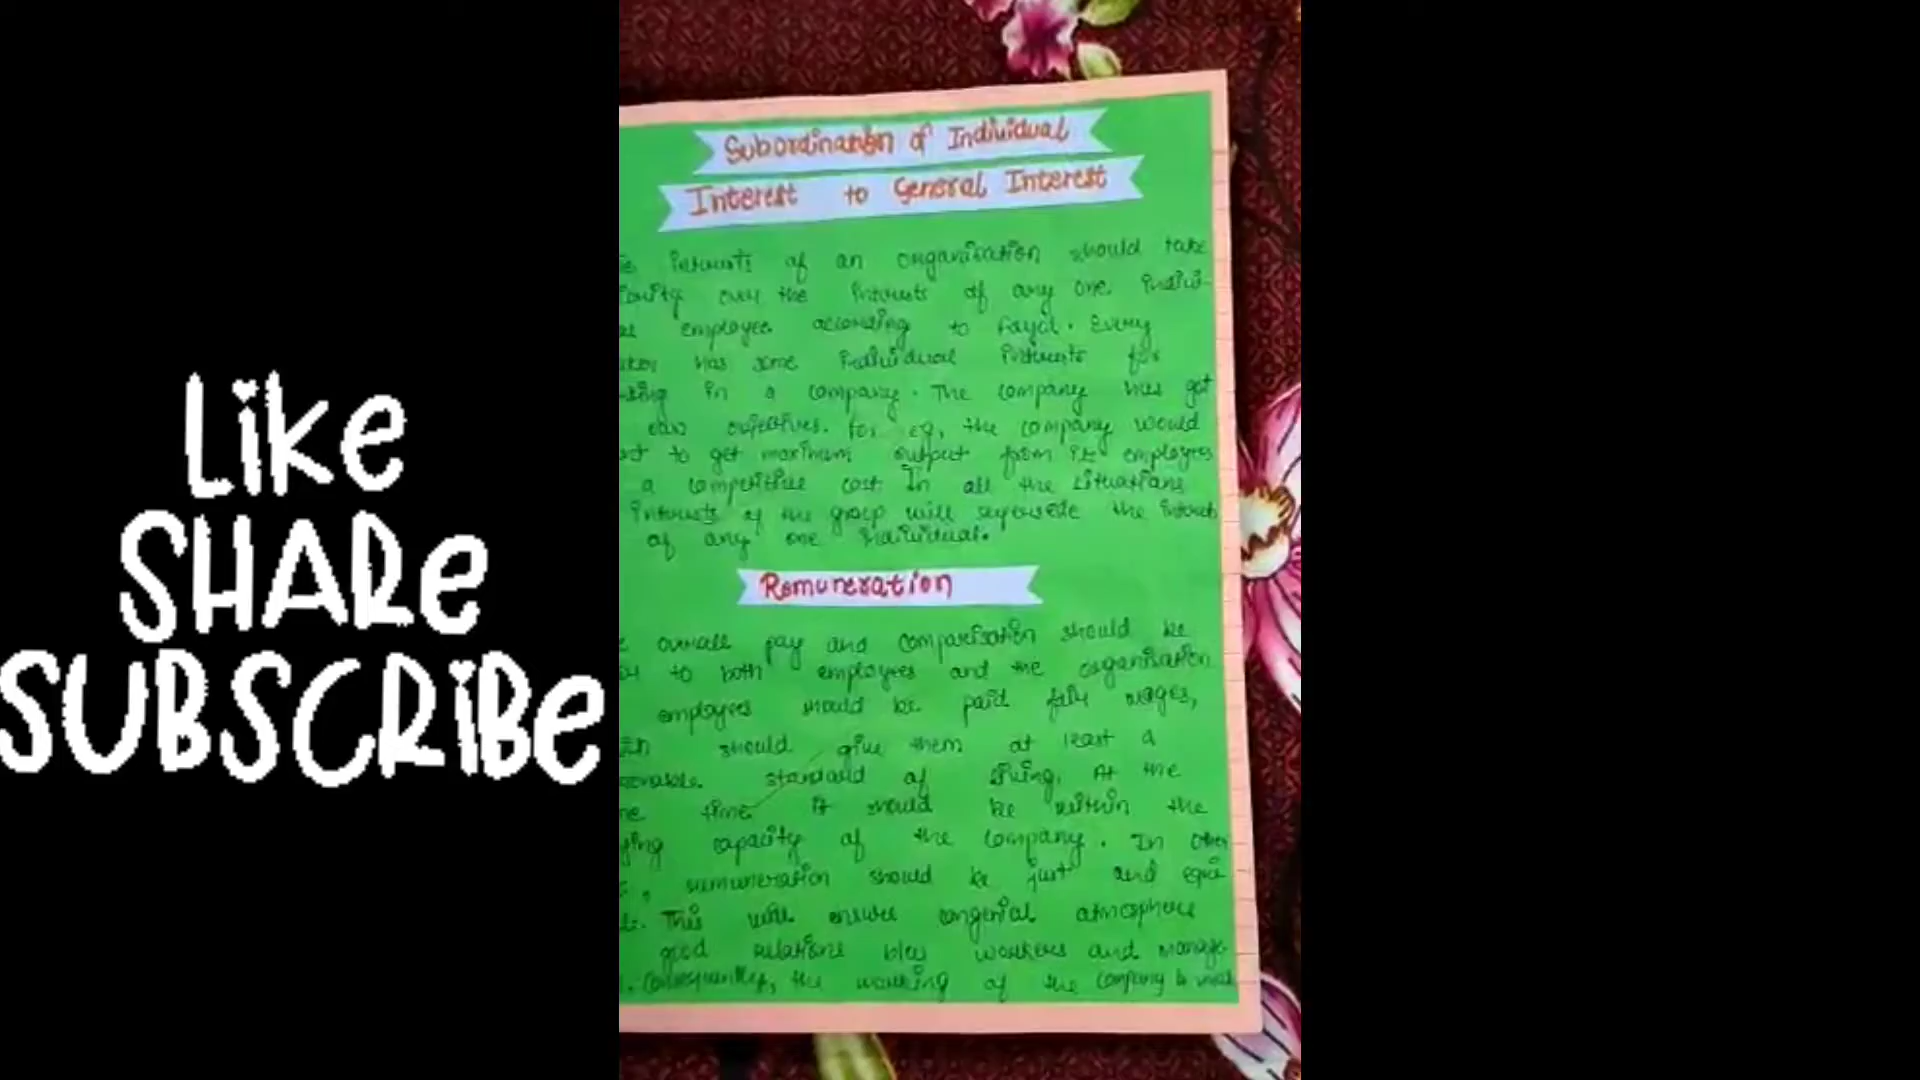 Like
SHARe
SUBSCRiBe
Subordination of Individual
Interest to General Interest
interests of an organisation should take
over the interests of any one indivi-
employee according to Fayol. Every
has some individual interests for
in a company. The company has got
own objectives. For eg, the company would
to get maximum output from its employees
a competitive cost. In all the situations
interests of the group will supersede the interests
of any one individual.
Remuneration
overall pay and compensation should be
to both employees and the organisation
employees should be paid fair wages,
should give them at least a
standard of living. At the
time it should be within the
capacity of the company. In other
, remuneration should be just and equi
This will ensure congenial atmosphere
good relations b/w workers and manage-
. Consequently, the working of the company